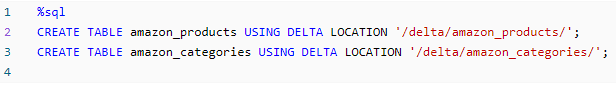 1 %sql
2 CREATE TABLE amazon_products USING DELTA LOCATION '/delta/amazon_products/';
3 CREATE TABLE amazon_categories USING DELTA LOCATION '/delta/amazon_categories/';
4